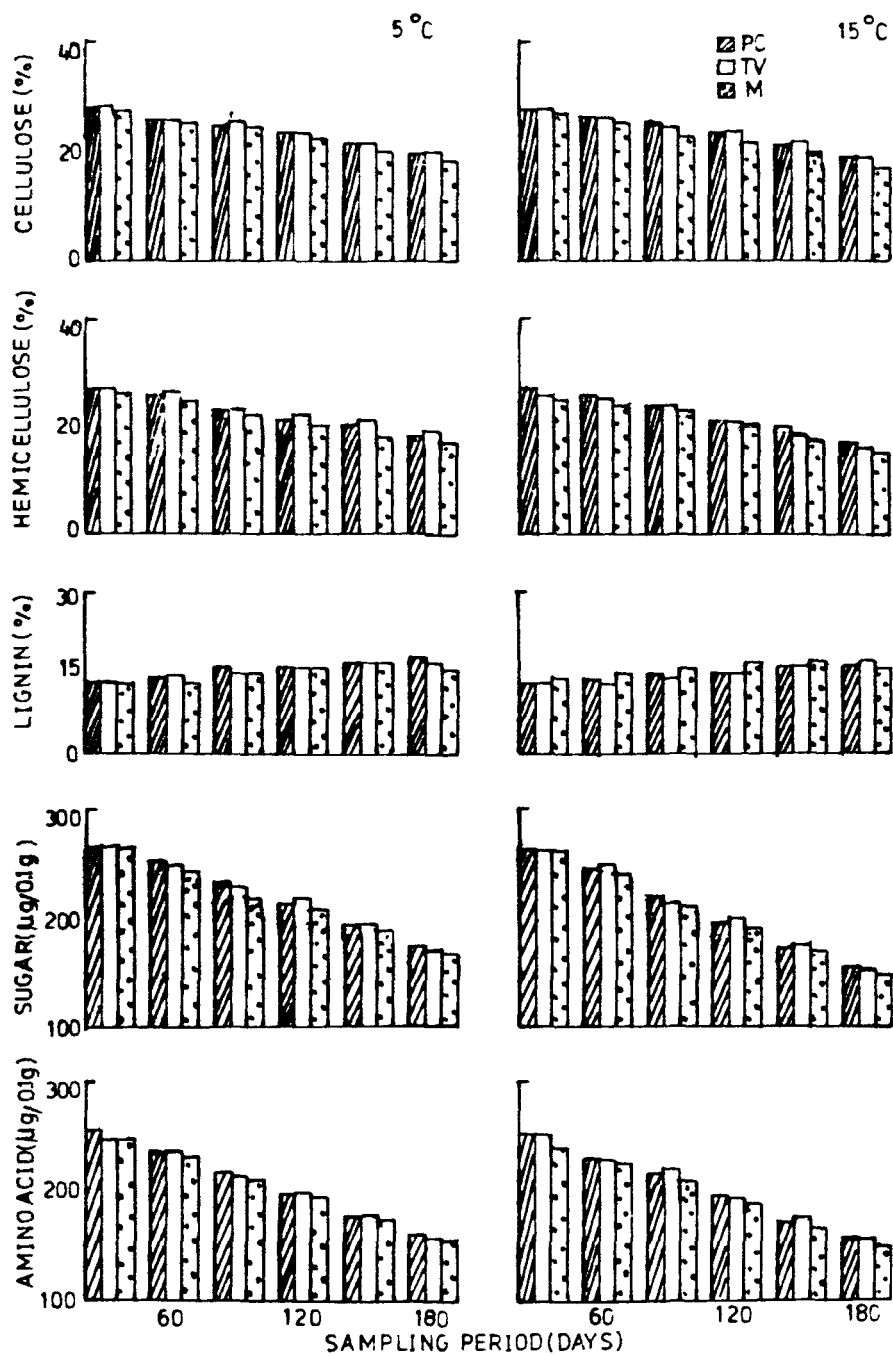 5°C
15°C
PC
TV
M
40
20
0
CELLULOSE (%)
40
20
0
HEMICELLULOSE (%)
30
15
0
LIGNIN (%)
300
200
100
SUGAR(µg/0.1g)
300
200
100
AMINO ACID(µg/0.1g)
60 120 180 60 120 180
SAMPLING PERIOD(DAYS)